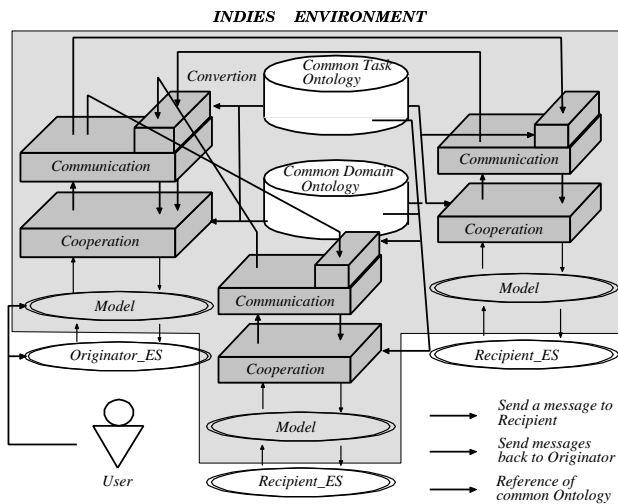 INDIES ENVIRONMENT
Common Task
Ontology
Convertion
Communication
Communication
Common Domain
Ontology
Cooperation
Cooperation
Model
Communication
Model
Originator_ES
Cooperation
Recipient_ES
Model
User
Recipient_ES
Send a message to
Recipient
Send messages
back to Originator
Reference of
common Ontology